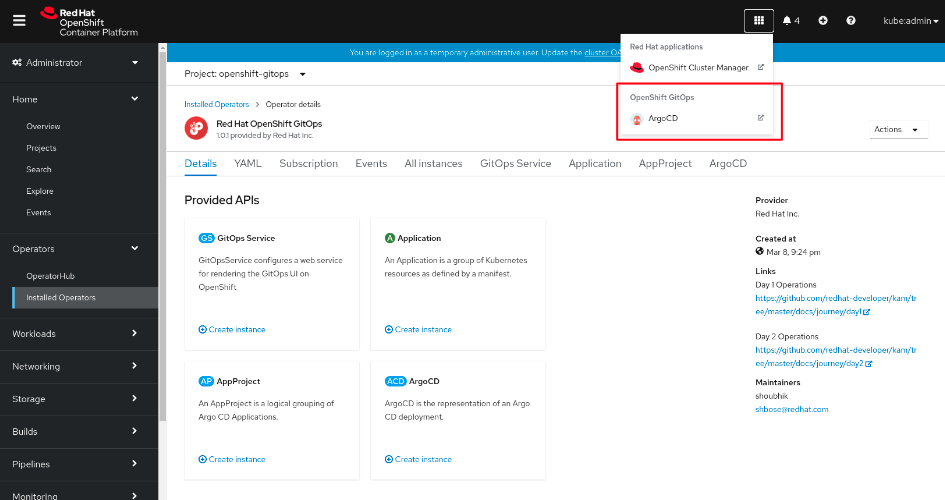 Red Hat
OpenShift
Container Platform
4
kube:admin
Administrator
Home
Overview
Projects
Search
Explore
Events
Operators
OperatorHub
Installed Operators
Workloads
Networking
Storage
Builds
Pipelines
Monitoring
You are logged in as a temporary administrative user. Update the cluster OA
Red Hat applications
OpenShift Cluster Manager
OpenShift GitOps
ArgoCD
Project: openshift-gitops
Installed Operators > Operator details
Red Hat OpenShift GitOps
1.0.1 provided by Red Hat Inc.
Actions
Details YAML Subscription Events All instances GitOps Service Application AppProject ArgoCD
Provided APIs
GS GitOps Service
GitOpsService configures a web service
for rendering the GitOps UI on
OpenShift.
Create instance
A Application
An Application is a group of Kubernetes
resources as defined by a manifest.
Create instance
AP AppProject
An AppProject is a logical grouping of
Argo CD Applications.
Create instance
ACD ArgoCD
ArgoCD is the representation of an Argo
CD deployment.
Create instance
Provider
Red Hat Inc.
Created at
Mar 8, 9:24 pm
Links
Day 1 Operations
https://github.com/redhat-developer/kam/tr
ee/master/docs/journey/day1
Day 2 Operations
https://github.com/redhat-developer/kam/tr
ee/master/docs/journey/day2
Maintainers
shoubhik
shbose@redhat.com